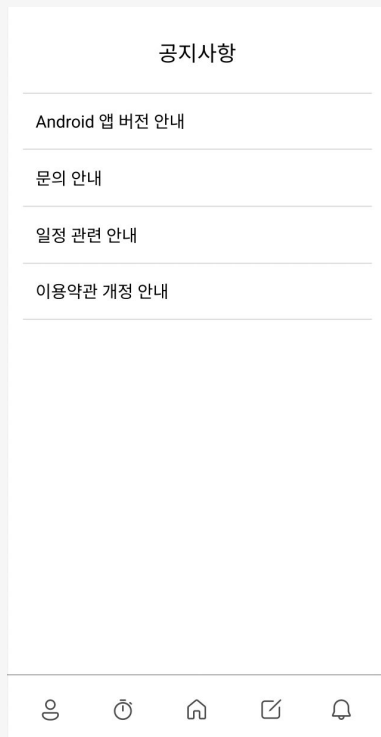 공지사항
Android 앱 버전 안내
문의 안내
일정 관련 안내
이용약관 개정 안내